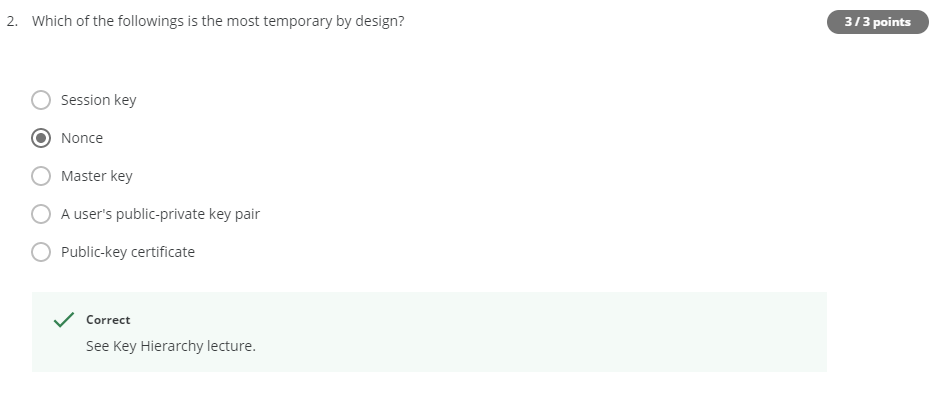 2. Which of the followings is the most temporary by design?
3 / 3 points
Session key
Nonce
Master key
A user's public-private key pair
Public-key certificate
Correct
See Key Hierarchy lecture.